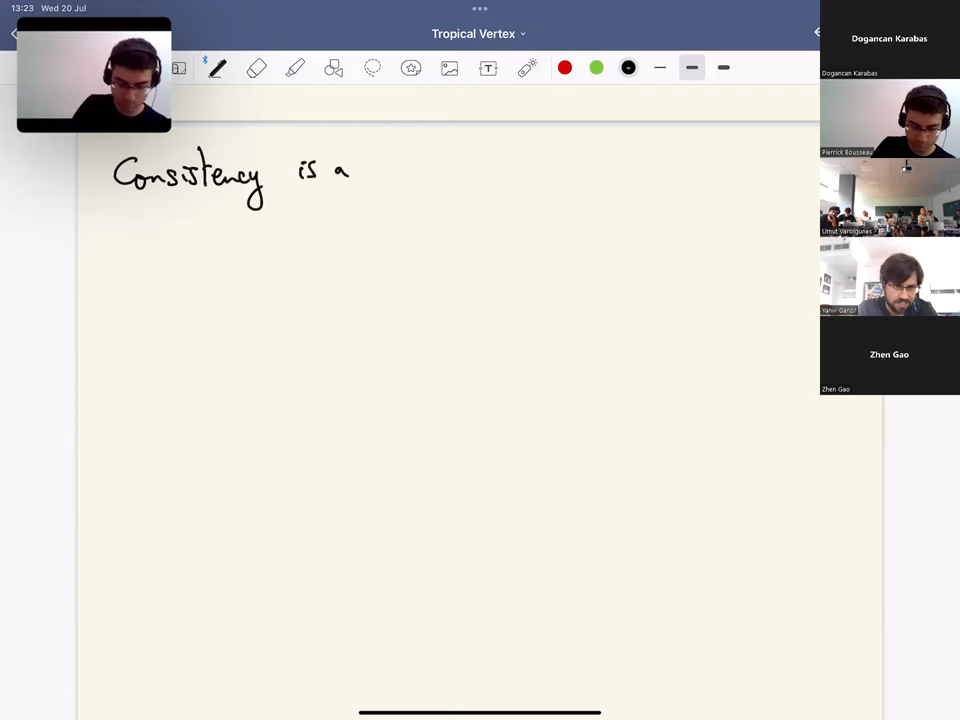 13:23 Wed 20 Jul
Tropical Vertex
Consistency is a
Dogancan Karabas
Dogancan Karabas
Pierrick Bousseau
Umut Varolgunes
Yaniv Ganor
Zhen Gao
Zhen Gao